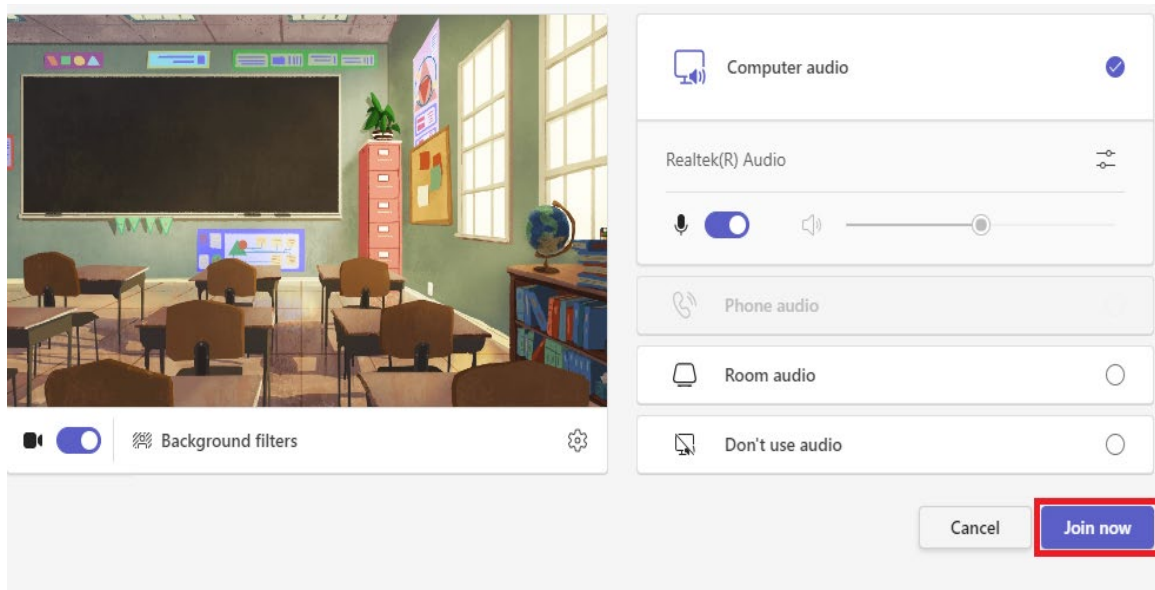 Computer audio
Realtek(R) Audio
Phone audio
Room audio
Background filters
Don't use audio
Cancel
Join now